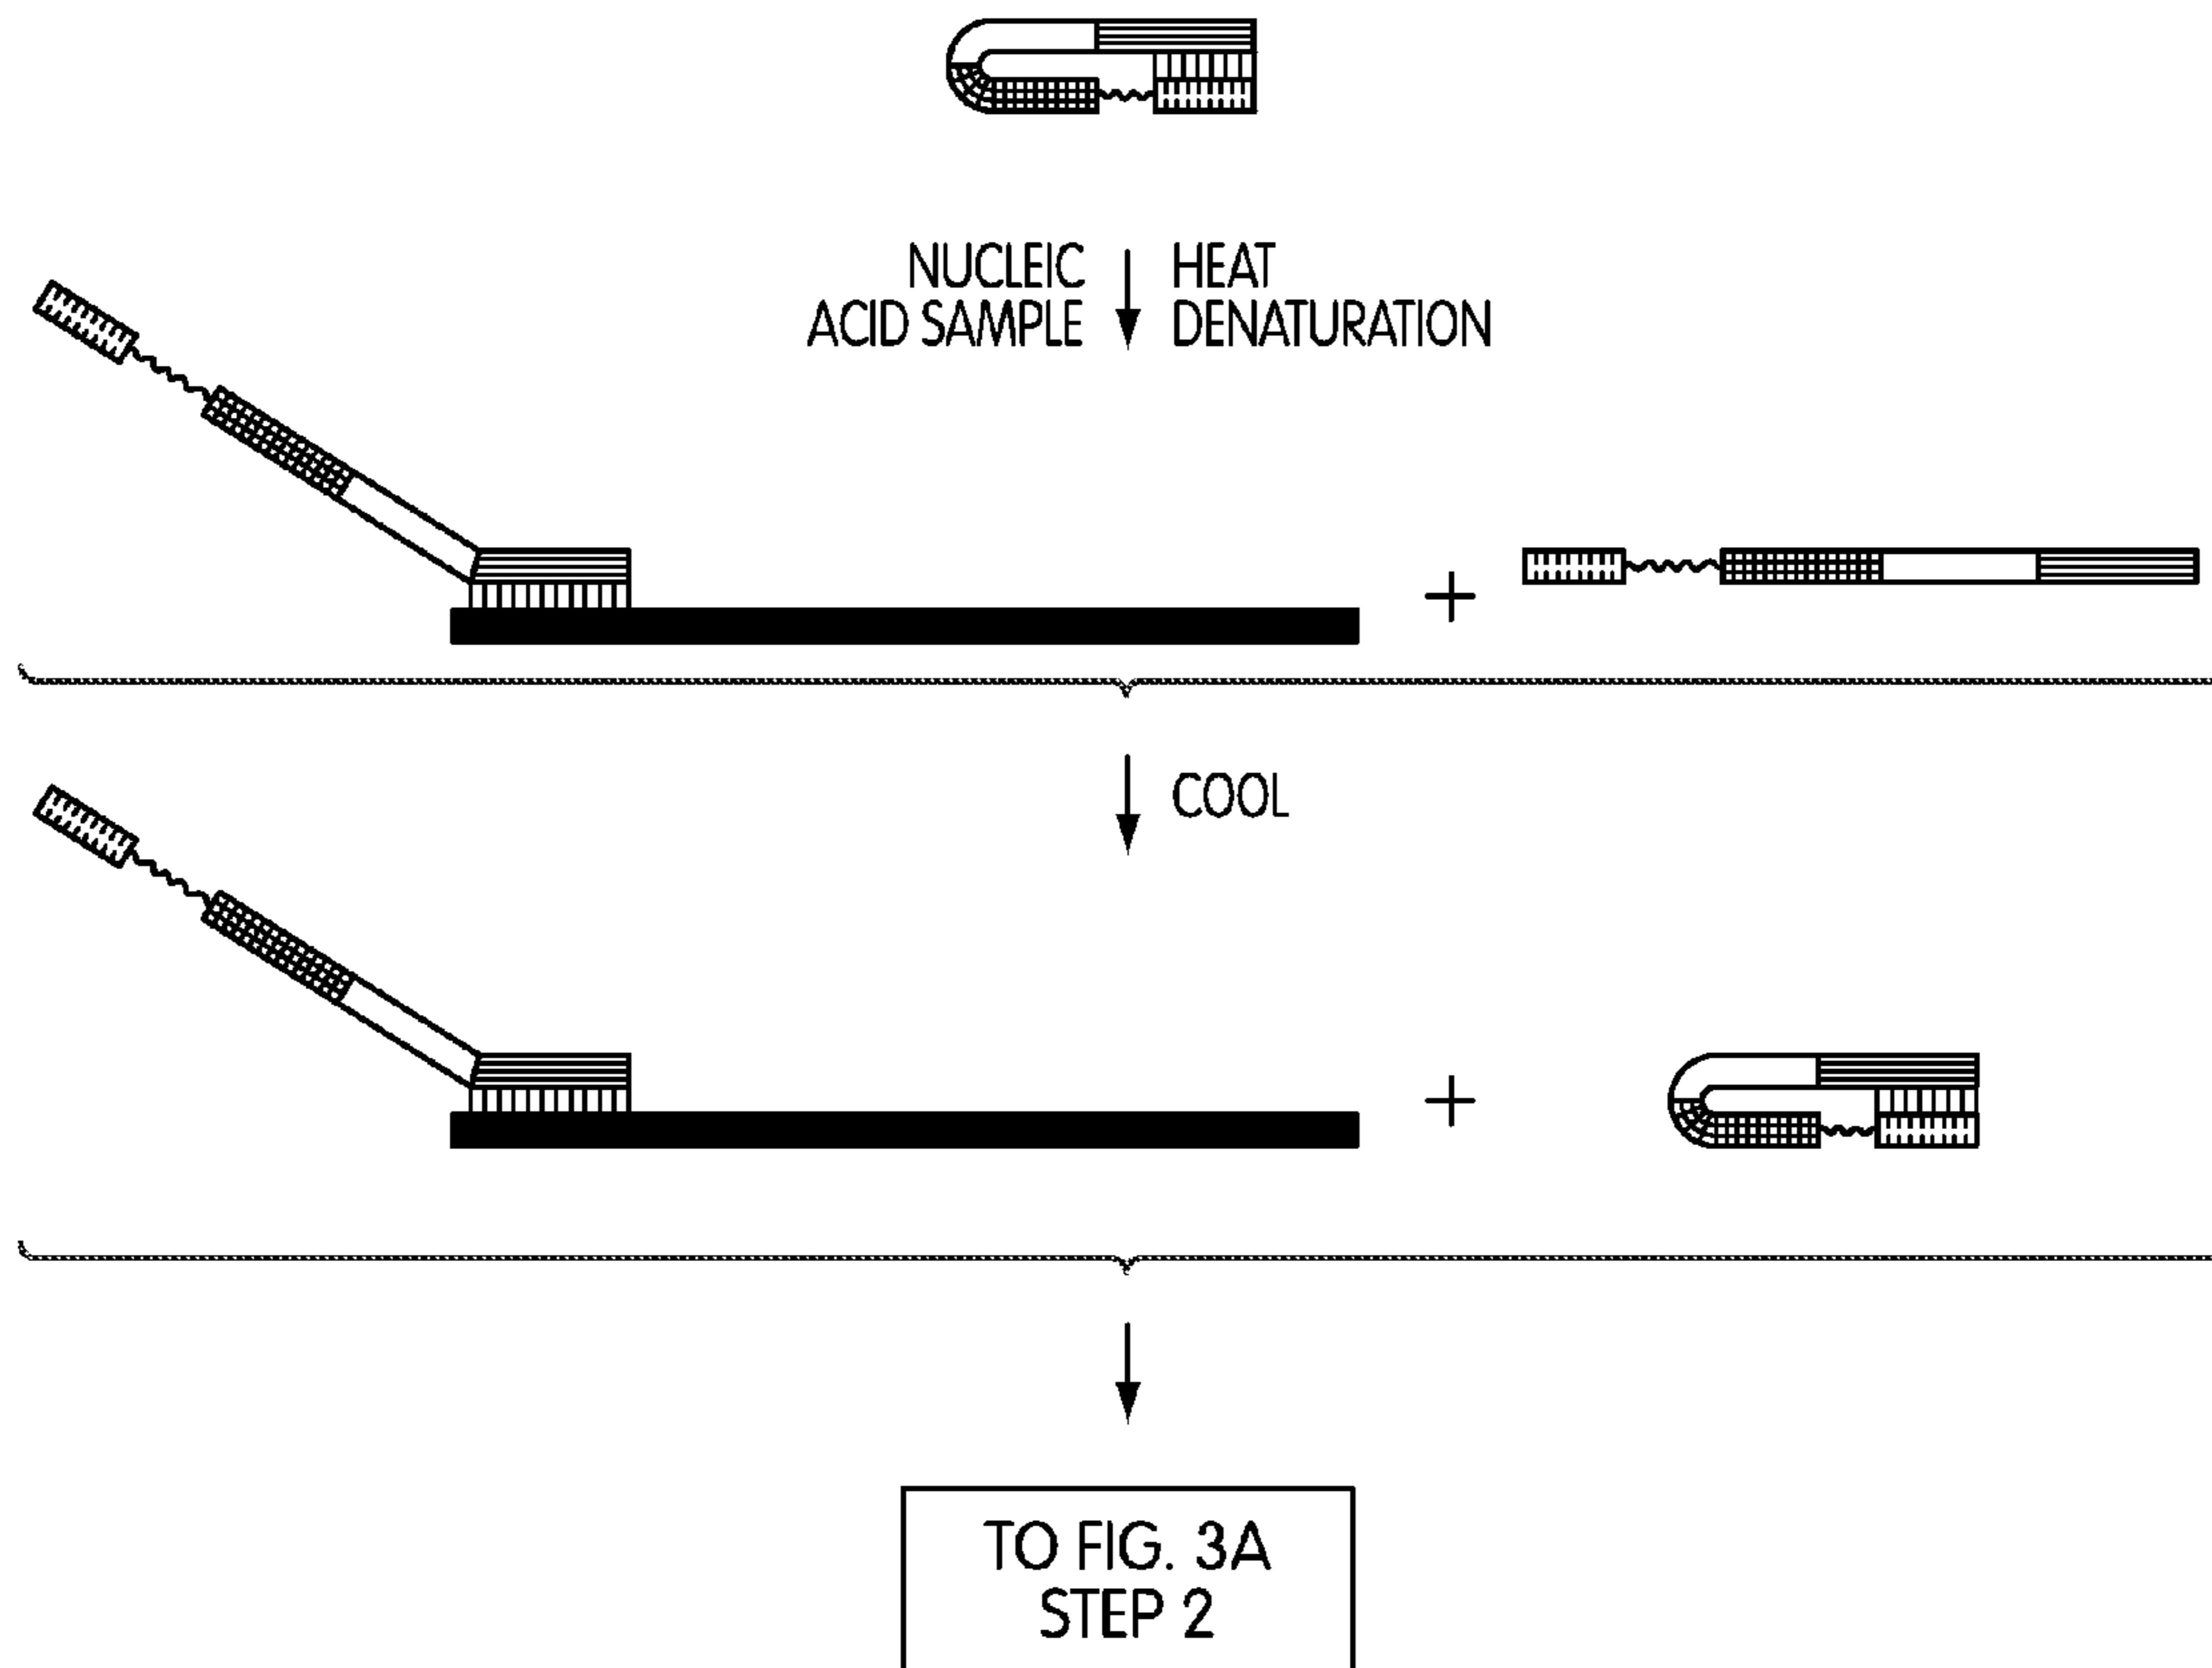 NUCLEIC
ACID SAMPLE
HEAT
DENATURATION
COOL
TO FIG. 3A
STEP 2